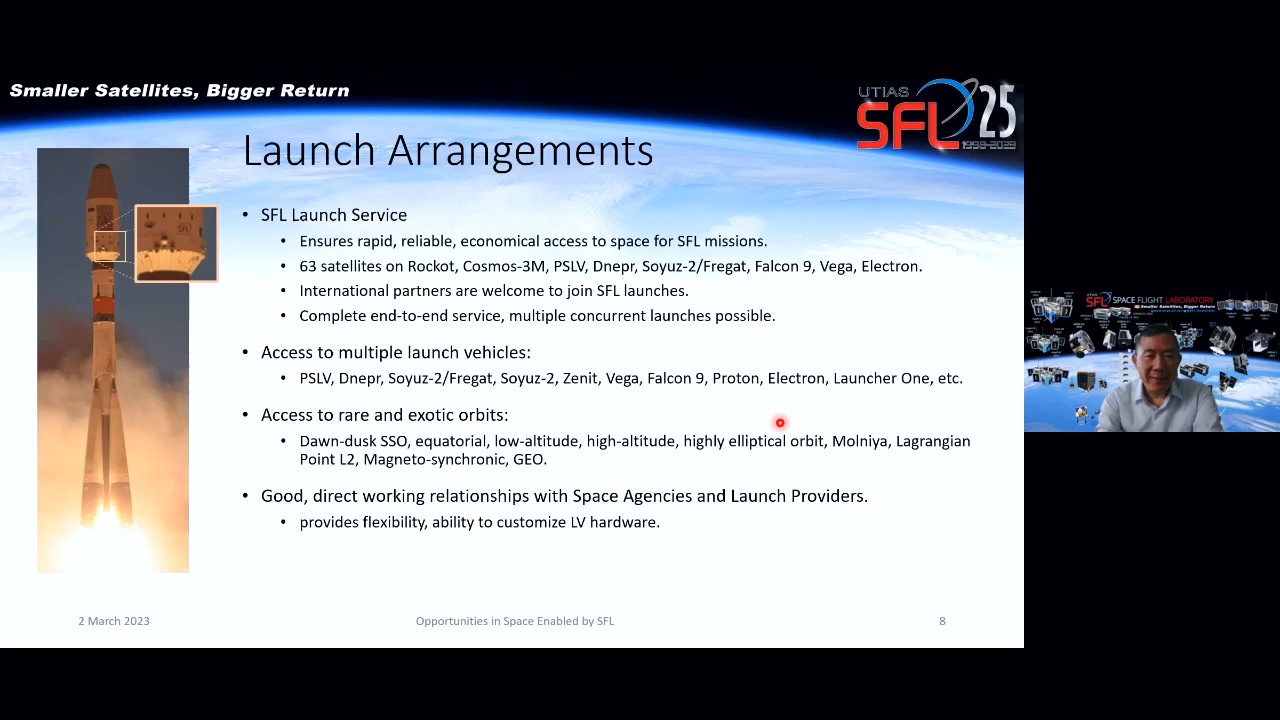 Smaller Satellites, Bigger Return
UTIAS
SFL 25
1998-2023
Launch Arrangements
• SFL Launch Service
• Ensures rapid, reliable, economical access to space for SFL missions.
• 63 satellites on Rockot, Cosmos-3M, PSLV, Dnepr, Soyuz-2/Fregat, Falcon 9, Vega, Electron.
• International partners are welcome to join SFL launches.
• Complete end-to-end service, multiple concurrent launches possible.
• Access to multiple launch vehicles:
• PSLV, Dnepr, Soyuz-2/Fregat, Soyuz-2, Zenit, Vega, Falcon 9, Proton, Electron, Launcher One, etc.
• Access to rare and exotic orbits:
• Dawn-dusk SSO, equatorial, low-altitude, high-altitude, highly elliptical orbit, Molniya, Lagrangian
Point L2, Magneto-synchronic, GEO.
• Good, direct working relationships with Space Agencies and Launch Providers.
• provides flexibility, ability to customize LV hardware.
2 March 2023
Opportunities in Space Enabled by SFL
8
UTIAS
SFL SPACE FLIGHT LABORATORY
Smaller Satellites, Bigger Return